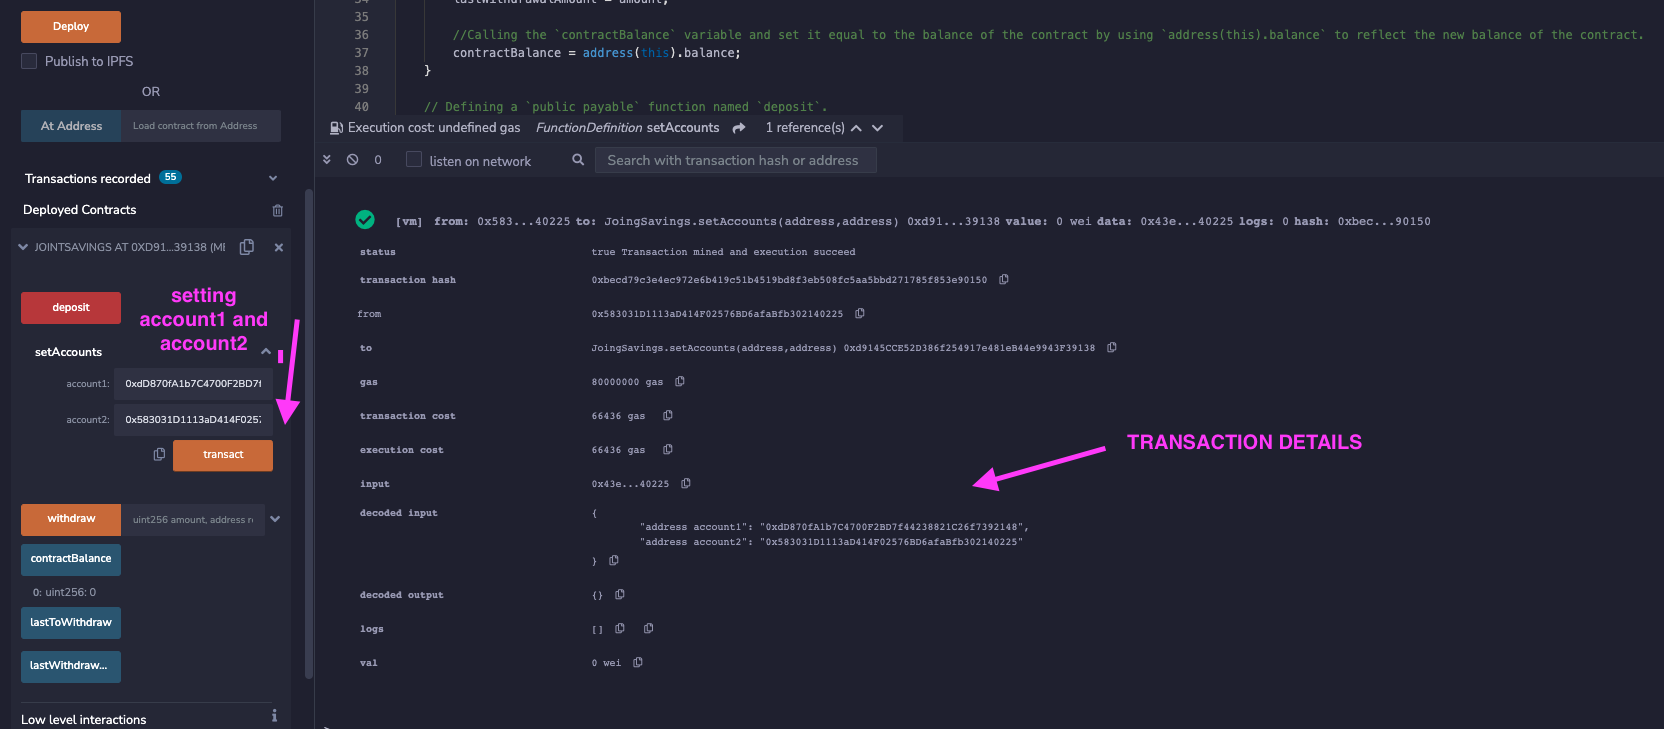 Deploy
Publish to IPFS
OR
At Address Load contract from Address
Transactions recorded 55
Deployed Contracts
JOINTSAVINGS AT 0XD91...39138 (ME
deposit
setting
account1 and
account2
setAccounts
account1: 0xdD870fA1b7C4700F2BD7f
account2: 0x583031D1113aD414F0257
transact
withdraw uint256 amount, address re
contractBalance
0: uint256: 0
lastToWithdraw
lastWithdraw...
Low level interactions
34 lastWithdrawalAmount = amount;
35
36 //Calling the `contractBalance` variable and set it equal to the balance of the contract by using `address(this).balance` to reflect the new balance of the contract.
37 contractBalance = address(this).balance;
38 }
39
40 // Defining a `public payable` function named `deposit`.
Execution cost: undefined gas FunctionDefinition setAccounts 1 reference(s)
0 listen on network Search with transaction hash or address
[vm] from: 0x583...40225 to: JoingSavings.setAccounts(address,address) 0xd91...39138 value: 0 wei data: 0x43e...40225 logs: 0 hash: 0xbec...90150
status true Transaction mined and execution succeed
transaction hash 0xbecd79c3e4ec972e6b419c51b4519bd8f3eb508fc5aa5bbd271785f853e90150
from 0x583031D1113aD414F02576BD6afaBfb302140225
to JoingSavings.setAccounts(address,address) 0xd9145CCE52D386f254917e481eB44e9943F39138
gas 80000000 gas
transaction cost 66436 gas
execution cost 66436 gas
input 0x43e...40225
decoded input {
"address account1": "0xdD870fA1b7C4700F2BD7f44238821C26f7392148",
"address account2": "0x583031D1113aD414F02576BD6afaBfb302140225"
}
decoded output {}
logs []
val 0 wei
TRANSACTION DETAILS